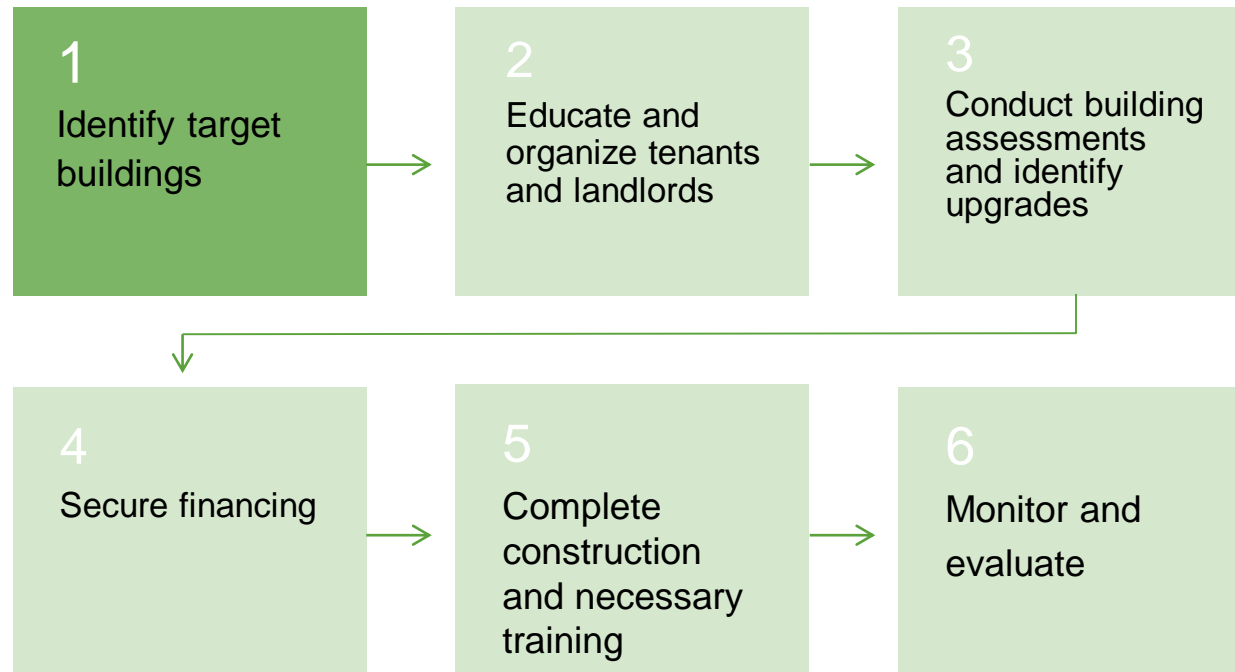 1
Identify target
buildings
2
Educate and
organize tenants
and landlords
3
Conduct building
assessments
and identify
upgrades
4
Secure financing
5
Complete
construction
and necessary
training
6
Monitor and
evaluate